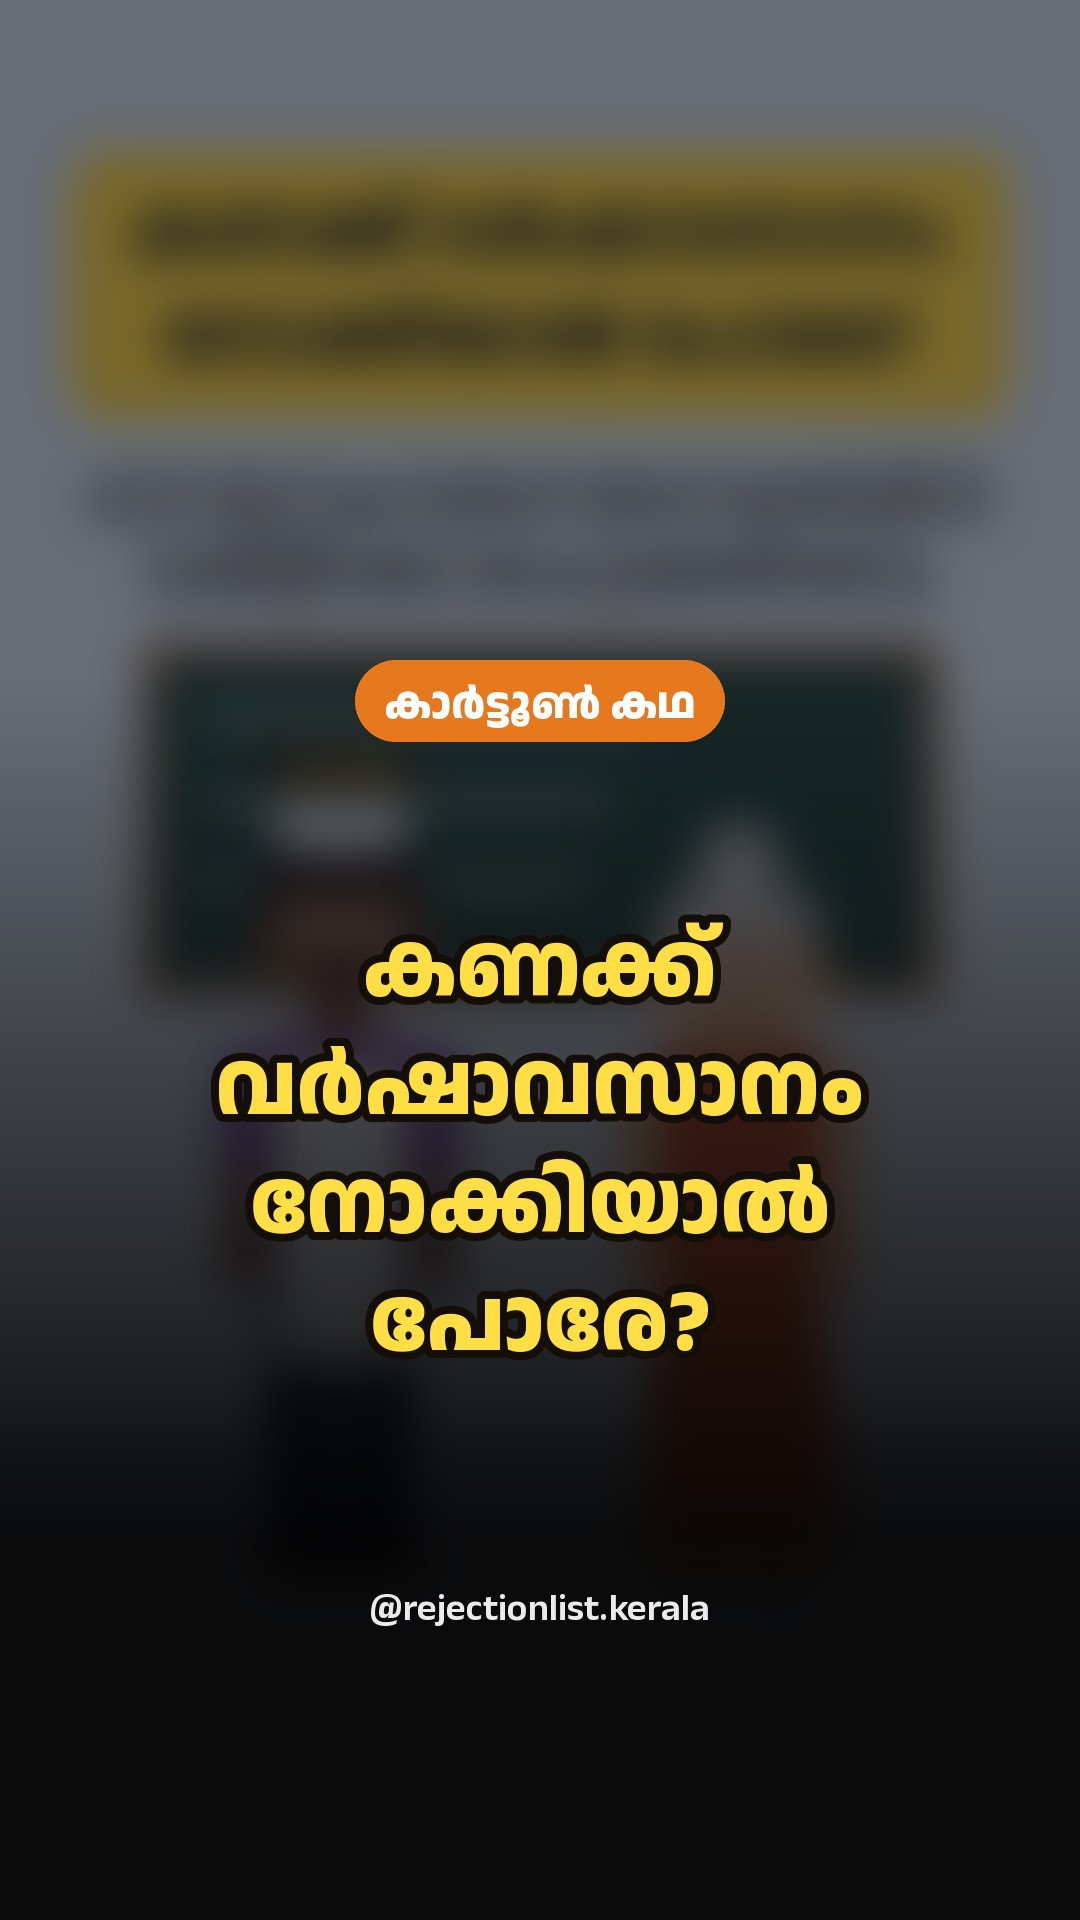 കാർട്ടൂൺ കഥ
കണക്ക്
വർഷാവസാനം
നോക്കിയാൽ
പോരേ?
@rejectionlist.kerala